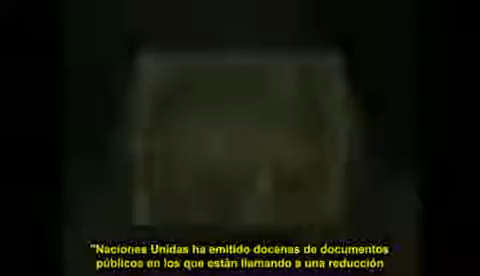 "Naciones Unidas ha emitido docenas de documentos
públicos en los que están llamando a una reducción